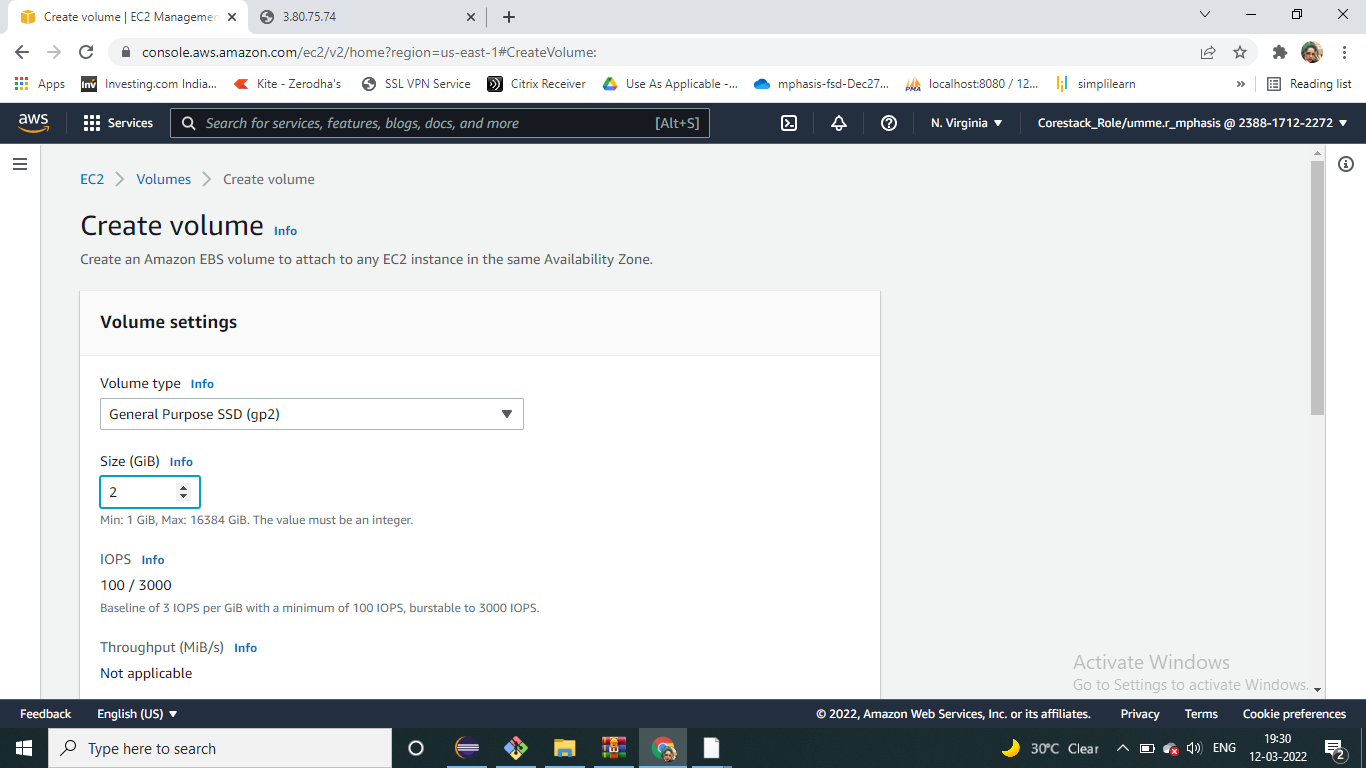 Create volume | EC2 Managemen
3.80.75.74
console.aws.amazon.com/ec2/v2/home?region=us-east-1#CreateVolume:
Apps
inv
Investing.com India...
Kite - Zerodha's
SSL VPN Service
Citrix Receiver
Use As Applicable -...
mphasis-fsd-Dec27...
localhost:8080 / 12...
simplilearn
»
Reading list
aws
Services
Search for services, features, blogs, docs, and more
[Alt+S]
N. Virginia
Corestack_Role/umme.r_mphasis @ 2388-1712-2272
EC2
Volumes
Create volume
Create volume Info
Create an Amazon EBS volume to attach to any EC2 instance in the same Availability Zone.
Volume settings
Volume type Info
General Purpose SSD (gp2)
Size (GiB) Info
2
Min: 1 GiB, Max: 16384 GiB. The value must be an integer.
IOPS Info
100 / 3000
Baseline of 3 IOPS per GiB with a minimum of 100 IOPS, burstable to 3000 IOPS.
Throughput (MiB/s) Info
Not applicable
Activate Windows
Go to Settings to activate Windows.
Feedback
English (US)
© 2022, Amazon Web Services, Inc. or its affiliates.
Privacy
Terms
Cookie preferences
Type here to search
30°C Clear
ENG
19:30
12-03-2022
2